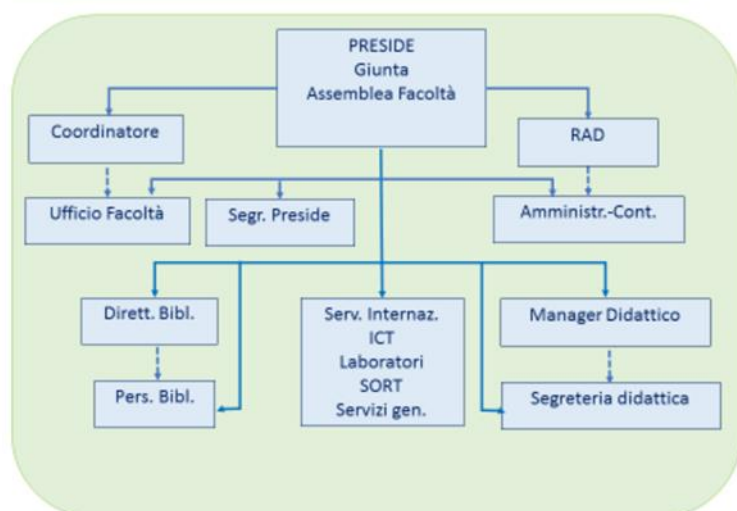 PRESIDE
Giunta
Assemblea Facoltà
Coordinatore
RAD
Ufficio Facoltà
Segr. Preside
Amministr.-Cont.
Dirett. Bibl.
Serv. Internaz.
ICT
Laboratori
SORT
Servizi gen.
Manager Didattico
Pers. Bibl.
Segreteria didattica